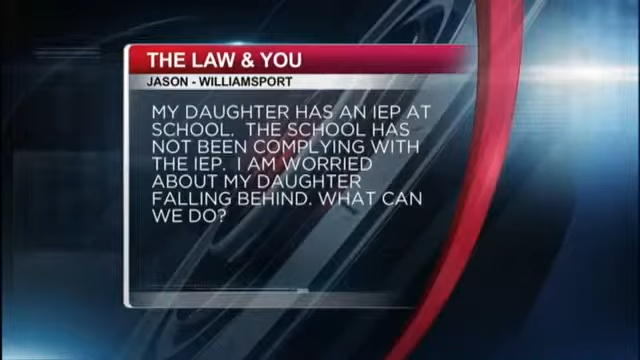 THE LAW & YOU
JASON - WILLIAMSPORT
MY DAUGHTER HAS AN IEP AT
SCHOOL.  THE SCHOOL HAS
NOT BEEN COMPLYING WITH
THE IEP.  I AM WORRIED
ABOUT MY DAUGHTER
FALLING BEHIND. WHAT CAN
WE DO?